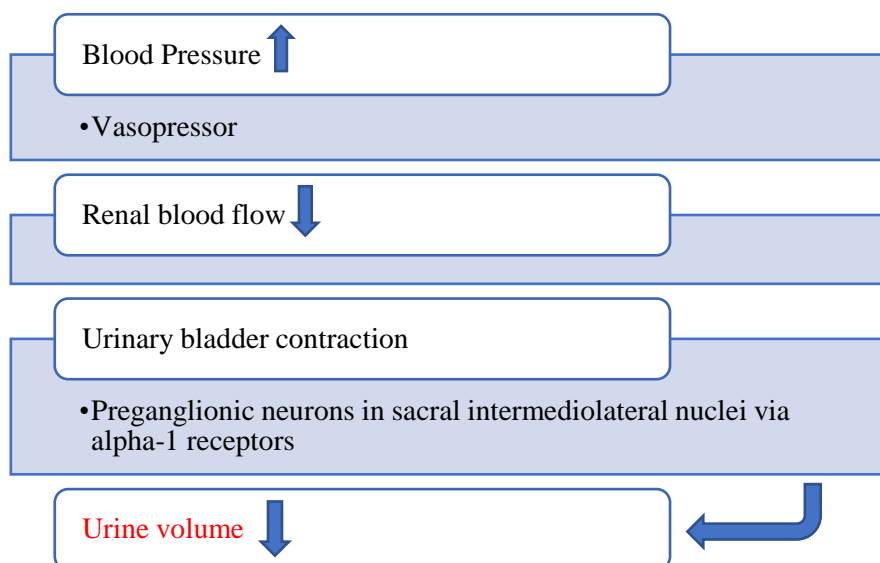 Blood Pressure
•Vasopressor
Renal blood flow
Urinary bladder contraction
•Preganglionic neurons in sacral intermediolateral nuclei via
alpha-1 receptors
Urine volume